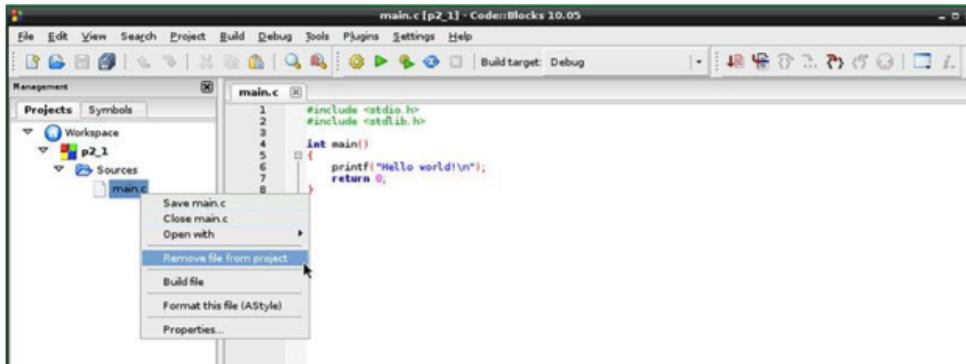 main.c [p2_1] - Code::Blocks 10.05
File Edit View Search Project Build Debug Tools Plugins Settings Help
Build target: Debug
Management
Projects Symbols
Workspace
p2_1
Sources
main.c
main.c
1 #include <stdio.h>
2 #include <stdlib.h>
3
4 int main()
5 {
6 printf("Hello world!\n");
7 return 0;
8 }
Save main.c
Close main.c
Open with
Remove file from project
Build file
Format this file (AStyle)
Properties...